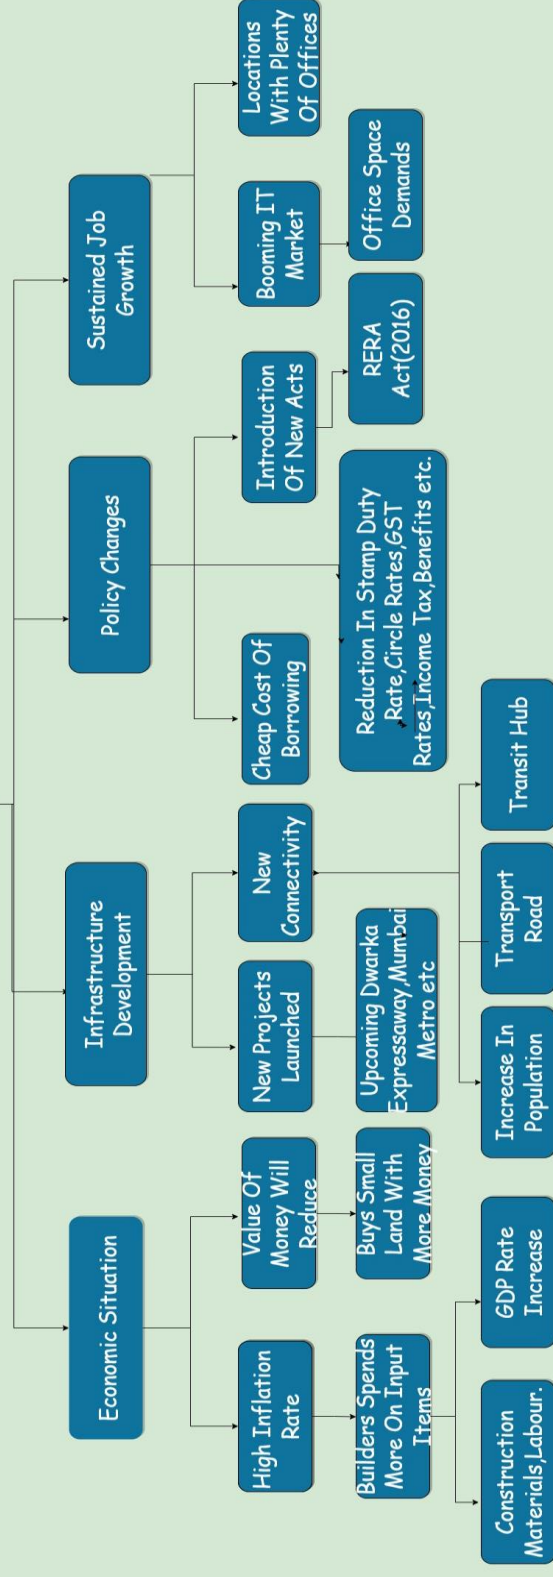 Economic Situation
Infrastructure
Development
Policy Changes
Sustained Job
Growth
High Inflation
Rate
Value Of
Money Will
Reduce
New Projects
Launched
New
Connectivity
Cheap Cost Of
Borrowing
Introduction
Of New Acts
Booming IT
Market
Locations
With Plenty
Of Offices
Builders Spends
More On Input
Items
Buys Small
Land With
More Money
Upcoming Dwarka
Expressaway,Mumbai
Metro etc
Reduction In Stamp Duty
Rate,Circle Rates,GST
Rates,Income Tax,Benefits etc.
RERA
Act(2016)
Office Space
Demands
Construction
Materials,Labour.
GDP Rate
Increase
Increase In
Population
Transport
Road
Transit Hub